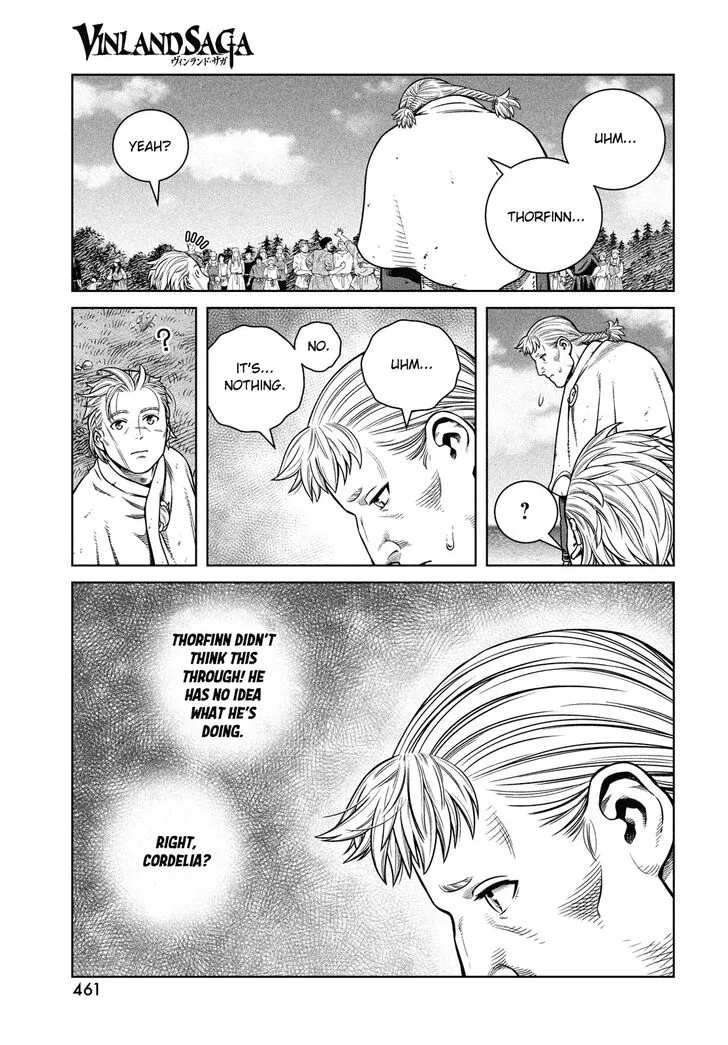 VINLAND SAGA
ヴィンランド・サガ
UHM...
THORFINN...
YEAH?
?
UHM...
NO.
IT'S...
NOTHING.
?
THORFINN DIDN'T
THINK THIS
THROUGH! HE
HAS NO IDEA
WHAT HE'S
DOING.
RIGHT,
CORDELIA?
461